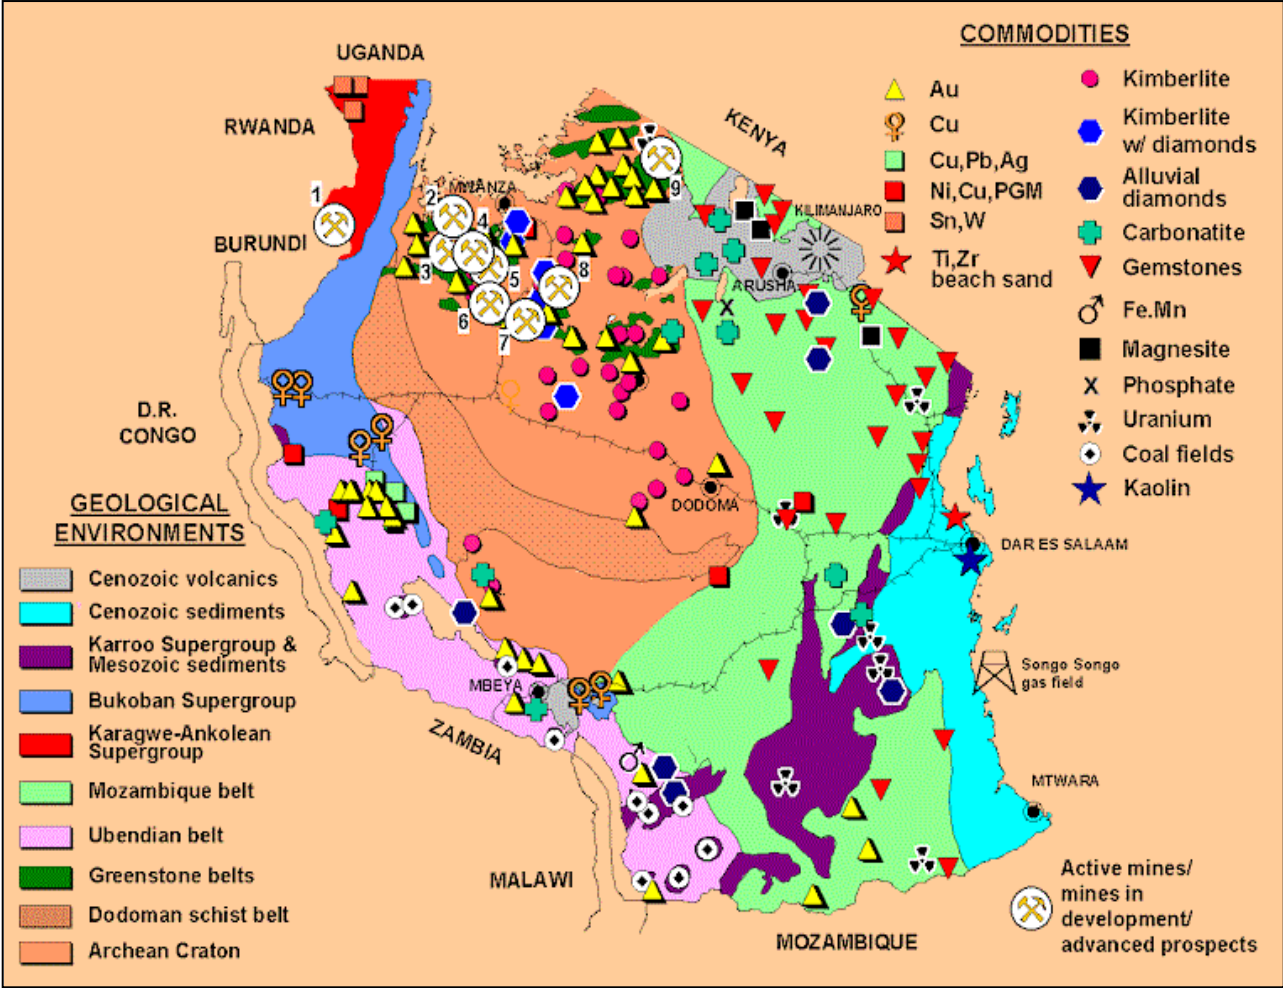 COMMODITIES
Au
Cu
Cu,Pb,Ag
Ni,Cu,PGM
Sn,W
Ti,Zr
beach sand
Kimberlite
Kimberlite
w/ diamonds
Alluvial
diamonds
Carbonatite
Gemstones
Fe.Mn
Magnesite
Phosphate
Uranium
Coal fields
Kaolin
UGANDA
RWANDA
KENYA
1
2
MWANZA
4
9
KILIMANJARO
BURUNDI
3
5
8
ARUSHA
6
7
D.R.
CONGO
DODOMA
DAR ES SALAAM
GEOLOGICAL
ENVIRONMENTS
Cenozoic volcanics
Cenozoic sediments
Karroo Supergroup &
Mesozoic sediments
Bukoban Supergroup
Karagwe-Ankolean
Supergroup
Mozambique belt
Ubendian belt
Greenstone belts
Dodoman schist belt
Archean Craton
MBEYA
ZAMBIA
Songo Songo
gas field
MTWARA
MALAWI
MOZAMBIQUE
Active mines/
mines in
development/
advanced prospects